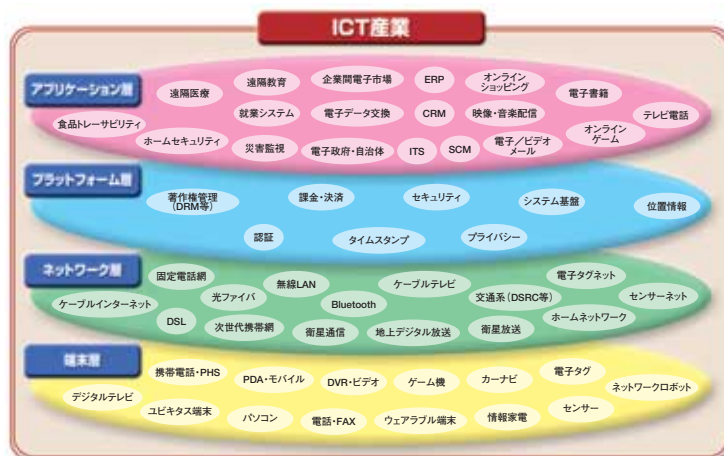 ICT産業
アプリケーション層
遠隔医療
遠隔教育
企業間電子市場
ERP
オンライン
ショッピング
電子書籍
テレビ電話
食品トレーサビリティ
就業システム
電子データ交換
CRM
映像・音楽配信
オンライン
ゲーム
ホームセキュリティ
災害監視
電子政府・自治体
ITS
SCM
電子／ビデオ
メール
プラットフォーム層
著作権管理
(DRM等)
課金・決済
セキュリティ
システム基盤
位置情報
認証
タイムスタンプ
プライバシー
ネットワーク層
固定電話網
無線LAN
ケーブルテレビ
電子タグネット
ケーブルインターネット
光ファイバ
Bluetooth
交通系（DSRC等）
センサーネット
DSL
次世代携帯網
衛星通信
地上デジタル放送
衛星放送
ホームネットワーク
端末層
携帯電話・PHS
PDA・モバイル
DVR・ビデオ
ゲーム機
カーナビ
電子タグ
ネットワークロボット
デジタルテレビ
ユビキタス端末
パソコン
電話・FAX
ウェアラブル端末
情報家電
センサー